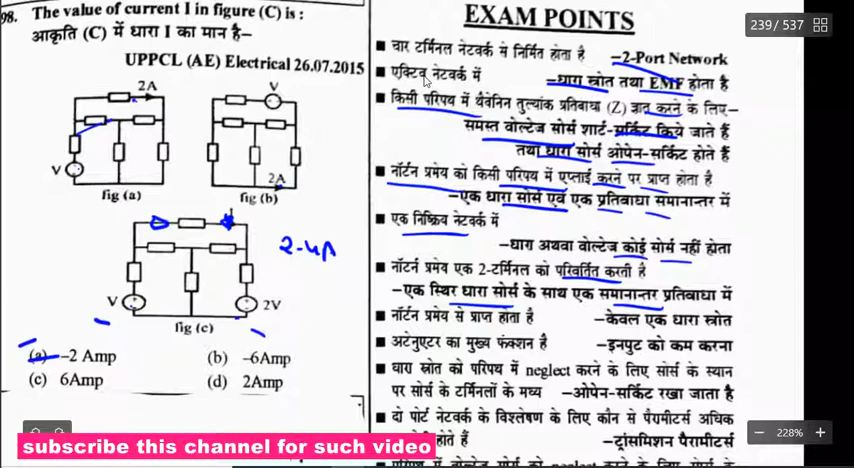 98. The value of current I in figure (C) is :
आकृति (C) में धारा I का मान है–
UPPCL (AE) Electrical 26.07.2015
2A
V
fig (a)
V
2A
fig (b)
2-4A
V
2V
fig (c)
(a) –2 Amp
(b) –6Amp
(c) 6Amp
(d) 2Amp
EXAM POINTS
239 / 537
■ चार टर्मिनल नेटवर्क से निर्मित होता है –2-Port Network
■ एक्टिव नेटवर्क में –धारा स्रोत तथा EMF होता है
■ किसी परिपथ में थेवेनिन तुल्यांक प्रतिबाधा (Z) ज्ञात करने के लिए–
समस्त वोल्टेज सोर्स शार्ट-सर्किट किये जाते हैं
तथा धारा सोर्स ओपेन-सर्किट होते हैं
■ नॉर्टन प्रमेय को किसी परिपथ में एप्लाई करने पर प्राप्त होता है
–एक धारा सोर्स एवं एक प्रतिबाधा समानान्तर में
■ एक निष्क्रिय नेटवर्क में
–धारा अथवा वोल्टेज कोई सोर्स नहीं होता
■ नॉर्टन प्रमेय एक 2-टर्मिनल को परिवर्तित करती है
–एक स्थिर धारा सोर्स के साथ एक समानान्तर प्रतिबाधा में
■ नॉर्टन प्रमेय से प्राप्त होता है –केवल एक धारा स्रोत
■ अटेनुएटर का मुख्य फंक्शन है –इनपुट को कम करना
■ धारा स्रोत को परिपथ में neglect करने के लिए सोर्स के स्थान
पर सोर्स के टर्मिनलों के मध्य –ओपेन-सर्किट रखा जाता है
■ दो पोर्ट नेटवर्क के विश्लेषण के लिए कौन से पैरामीटर्स अधिक
होते हैं –ट्रांसमिशन पैरामीटर्स
228%
subscribe this channel for such video